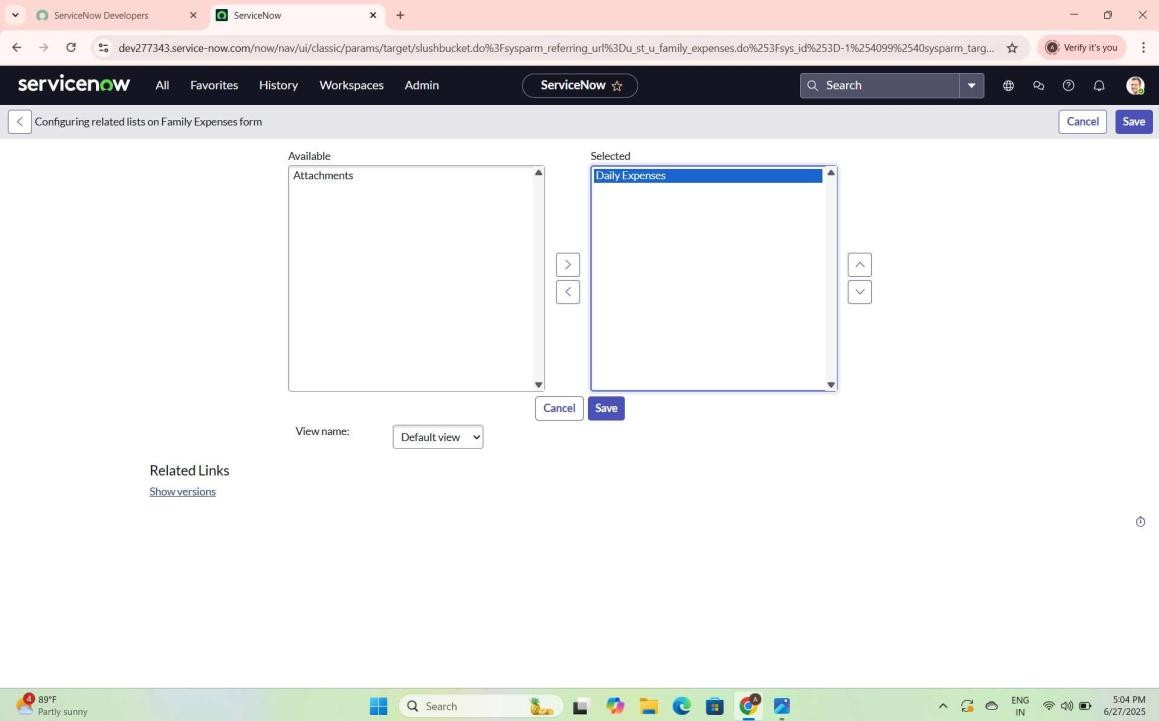 ServiceNow Developers
ServiceNow
dev277343.service-now.com/now/nav/ui/classic/params/target/slushbucket.do%3Fsysparm_referring_url%3Du_st_u_family_expenses.do%253Fsys_id%253D-1%254099%2540sysparm_targ...
Verify it's you
servicenow
All
Favorites
History
Workspaces
Admin
ServiceNow
Search
Configuring related lists on Family Expenses form
Cancel
Save
Available
Selected
Attachments
Daily Expenses
Cancel
Save
View name:
Default view
Related Links
Show versions
4
89°F
Partly sunny
Search
ENG
IN
5:04 PM
6/27/2025